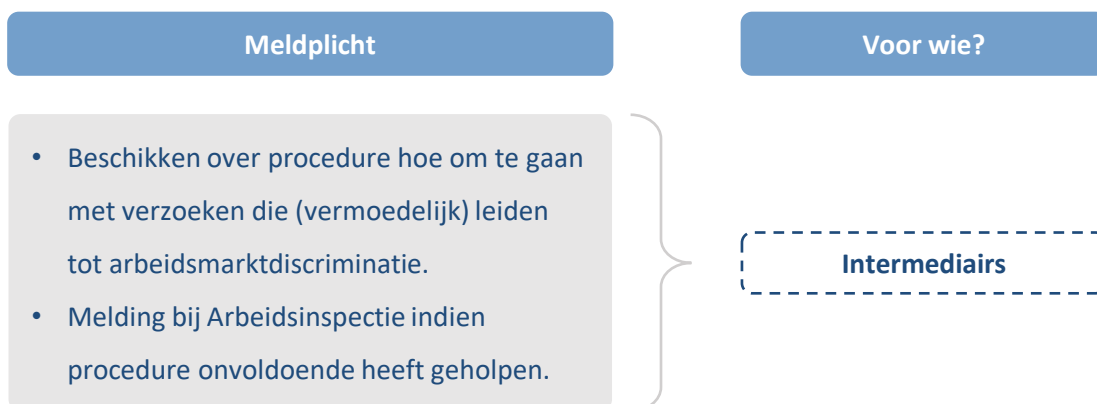 Meldplicht
Voor wie?
• Beschikken over procedure hoe om te gaan
met verzoeken die (vermoedelijk) leiden
tot arbeidsmarktdiscriminatie.
• Melding bij Arbeidsinspectie indien
procedure onvoldoende heeft geholpen.
Intermediairs